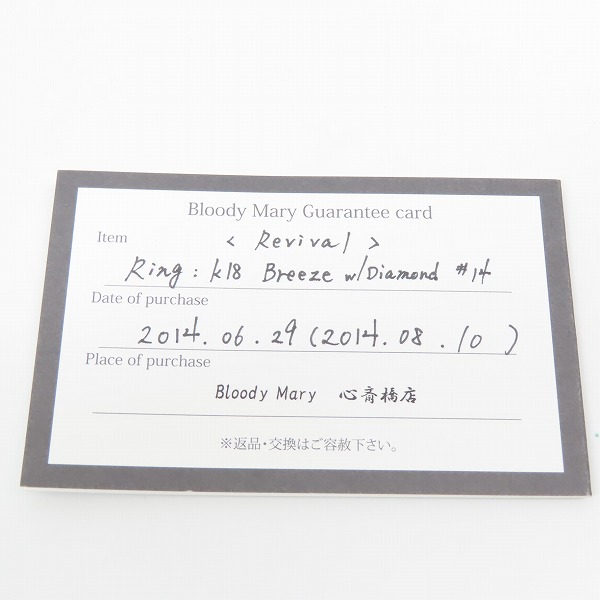 Bloody Mary Guarantee card
Item
< Revival >
Ring : k18 Breeze w/Diamond #14
Date of purchase
2014.06.29(2014.08.10)
Place of purchase
Bloody Mary 心斎橋店
※返品・交換はご容赦下さい。